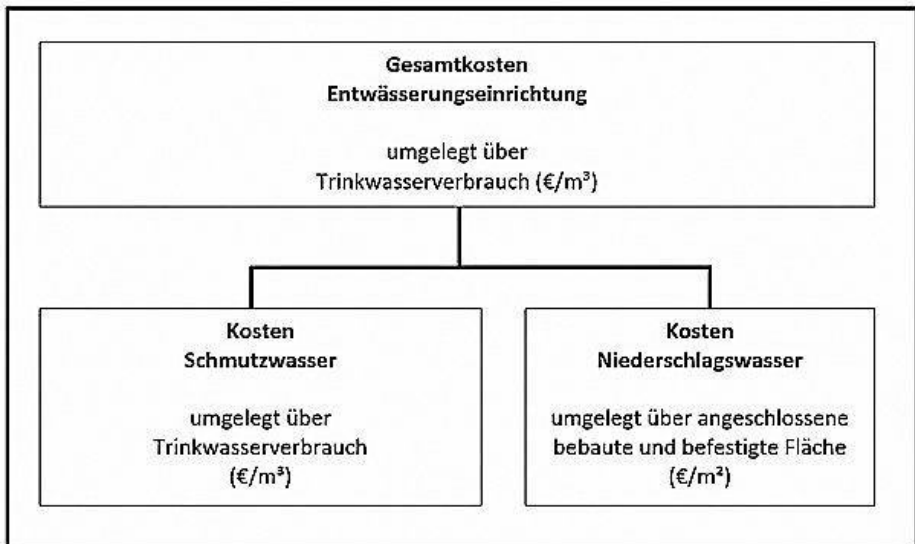 Gesamtkosten
Entwässerungseinrichtung
umgelegt über
Trinkwasserverbrauch (€/m³)
Kosten
Schmutzwasser
umgelegt über
Trinkwasserverbrauch
(€/m³)
Kosten
Niederschlagswasser
umgelegt über angeschlossene
bebaute und befestigte Fläche
(€/m²)